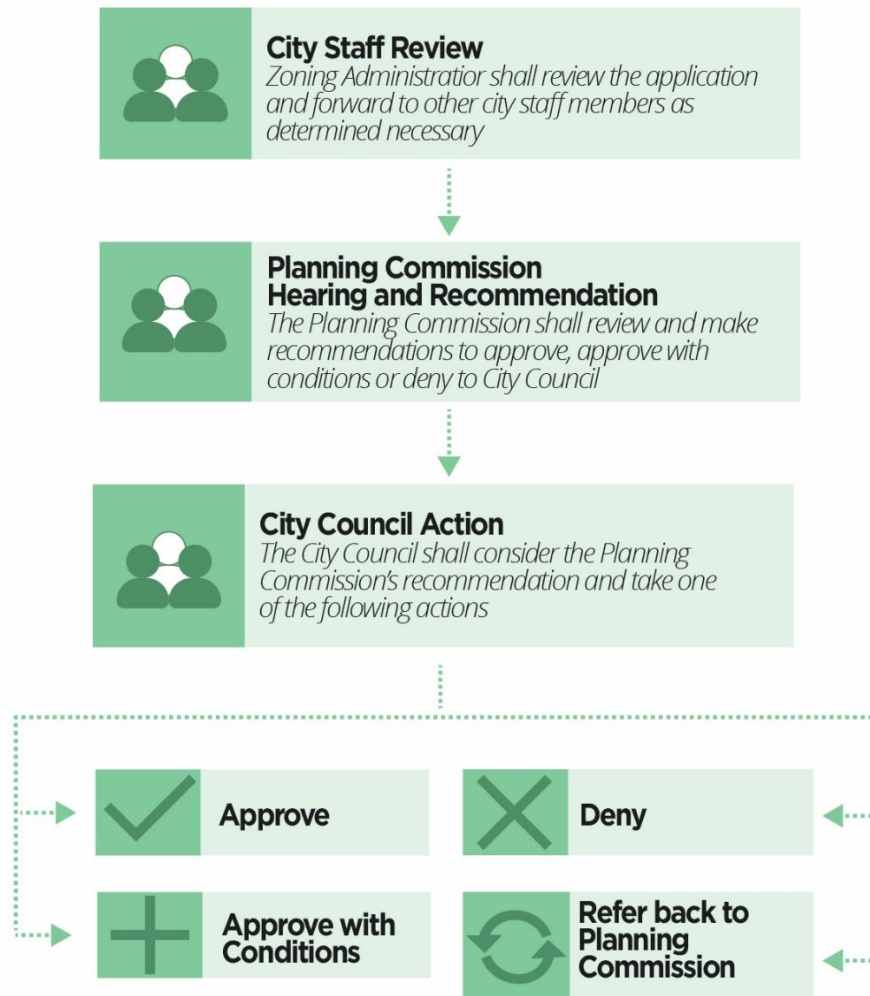 City Staff Review
Zoning Administratior shall review the application
and forward to other city staff members as
determined necessary
Planning Commission
Hearing and Recommendation
The Planning Commission shall review and make
recommendations to approve, approve with
conditions or deny to City Council
City Council Action
The City Council shall consider the Planning
Commission's recommendation and take one
of the following actions
Approve
Deny
Approve with
Conditions
Refer back to
Planning
Commission